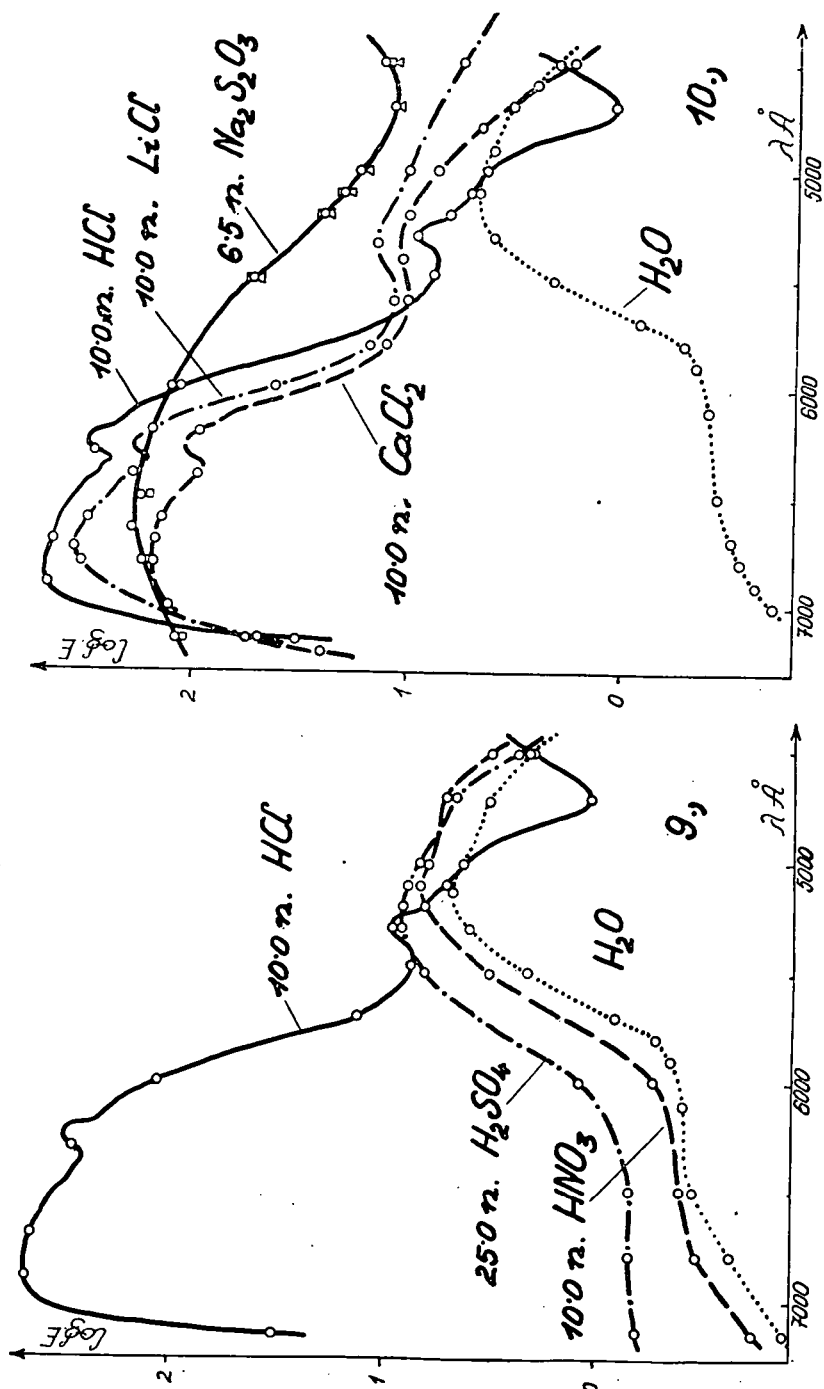 10.0.n. HCl
10.0 n. LiCl
6.5 n. Na2S2O3
10.0 n. CaCl2
H2O
10.,
Log.E
2
1
0
7000
6000
5000
λ Å
10.0 n. HCl
25.0 n. H2SO4
10.0 n. HNO3
H2O
9.,
Log.E
2
1
0
7000
6000
5000
λ Å